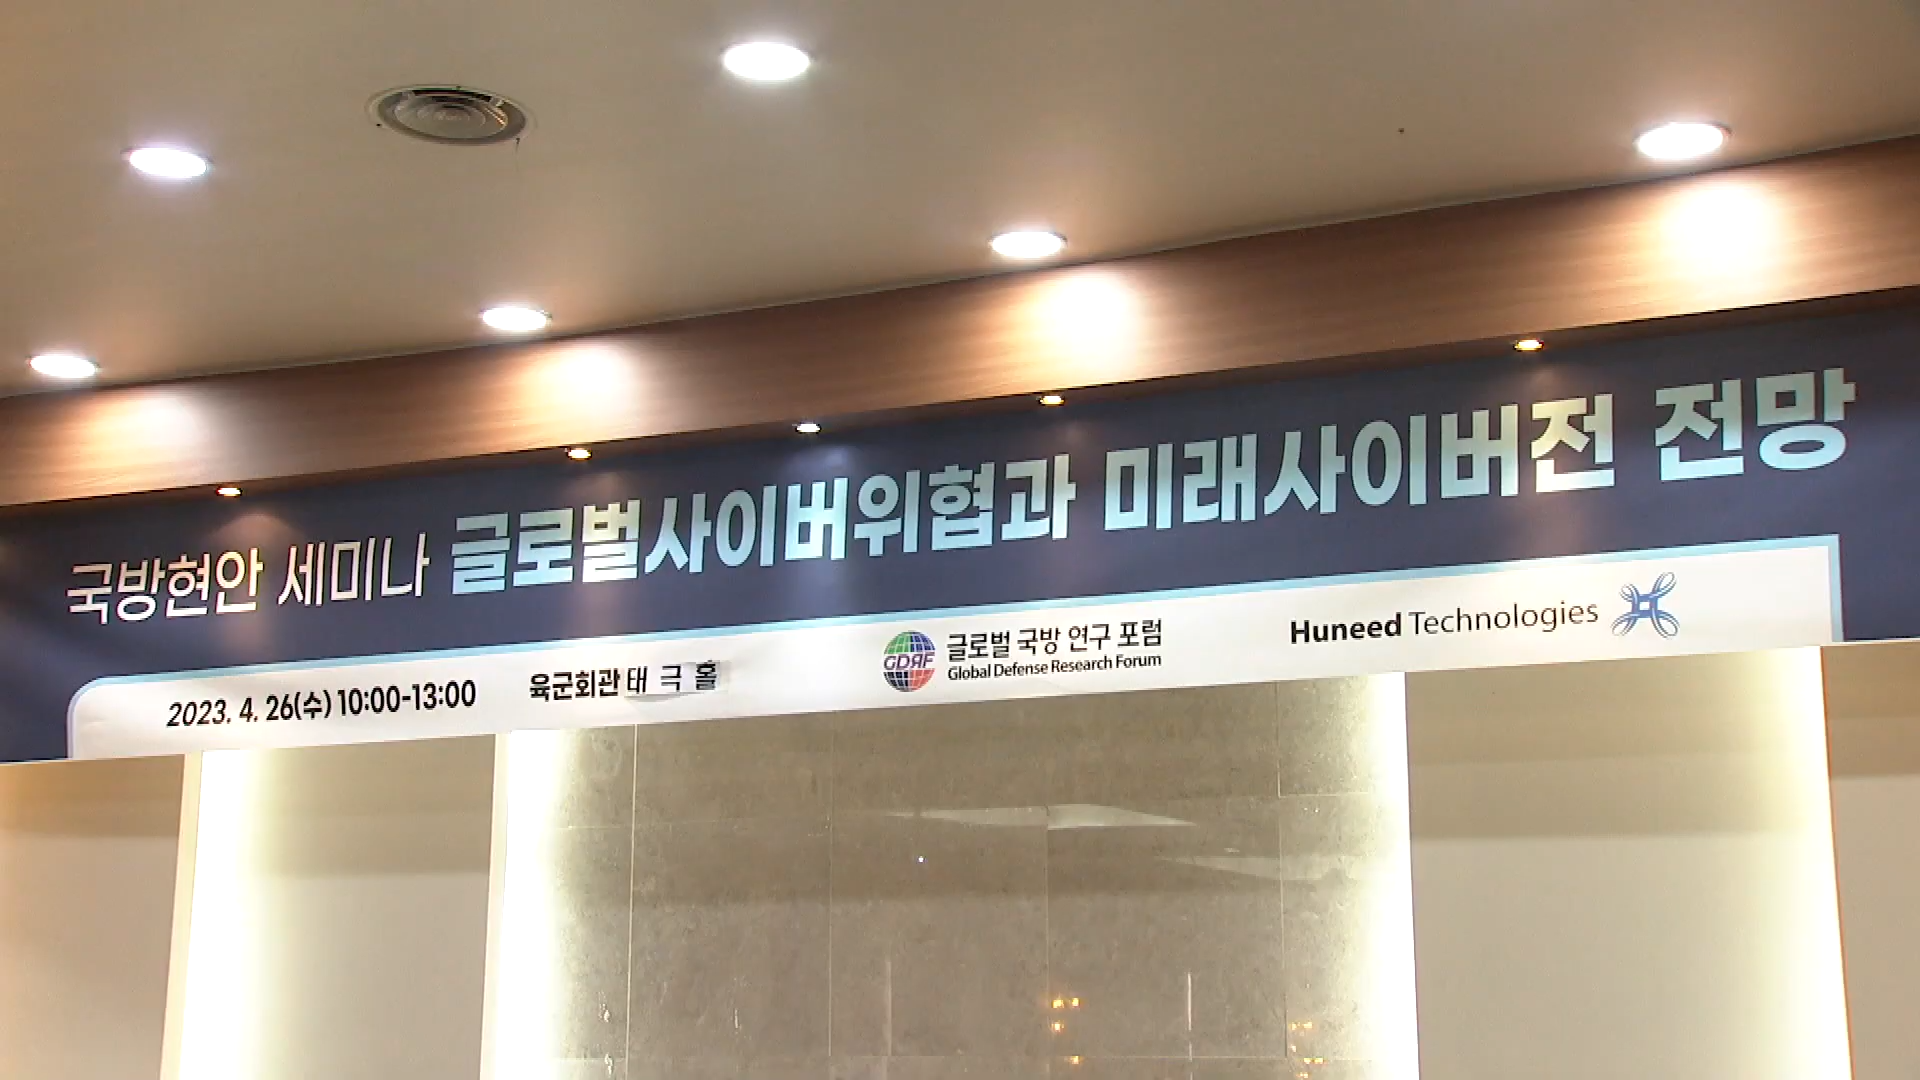 국방현안 세미나 글로벌사이버위협과 미래사이버전 전망
2023. 4. 26(수) 10:00-13:00 육군회관 태 극 홀
GDRF 글로벌 국방 연구 포럼
Global Defense Research Forum
Huneed Technologies